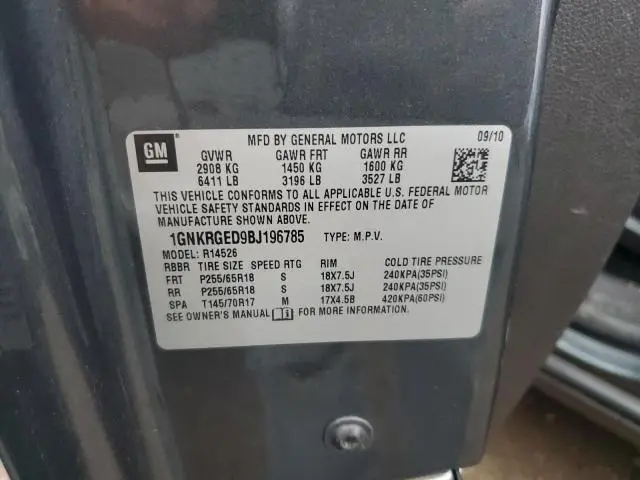 GM
MFD BY GENERAL MOTORS LLC 09/10
GVWR GAWR FRT GAWR RR
2908 KG 1450 KG 1600 KG
6411 LB 3196 LB 3527 LB
THIS VEHICLE CONFORMS TO ALL APPLICABLE U.S. FEDERAL MOTOR
VEHICLE SAFETY STANDARDS IN EFFECT ON THE DATE OF
MANUFACTURE SHOWN ABOVE.
1GNKRGED9BJ196785 TYPE: M.P.V.
MODEL: R14526
RBBR TIRE SIZE SPEED RTG RIM COLD TIRE PRESSURE
FRT P255/65R18 S 18X7.5J 240KPA(35PSI)
RR P255/65R18 S 18X7.5J 240KPA(35PSI)
SPA T145/70R17 M 17X4.5B 420KPA(60PSI)
SEE OWNER'S MANUAL FOR MORE INFORMATION.